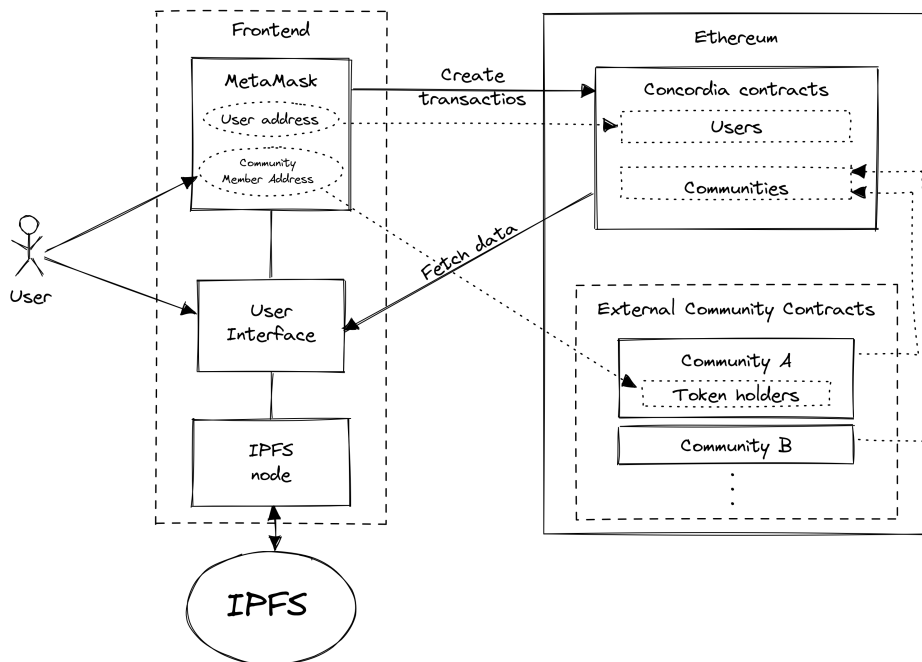 Frontend
MetaMask
User address
Community
Member Address
User
User
Interface
IPFS
node
IPFS
Create
transactios
Fetch data
Ethereum
Concordia contracts
Users
Communities
External Community Contracts
Community A
Token holders
Community B